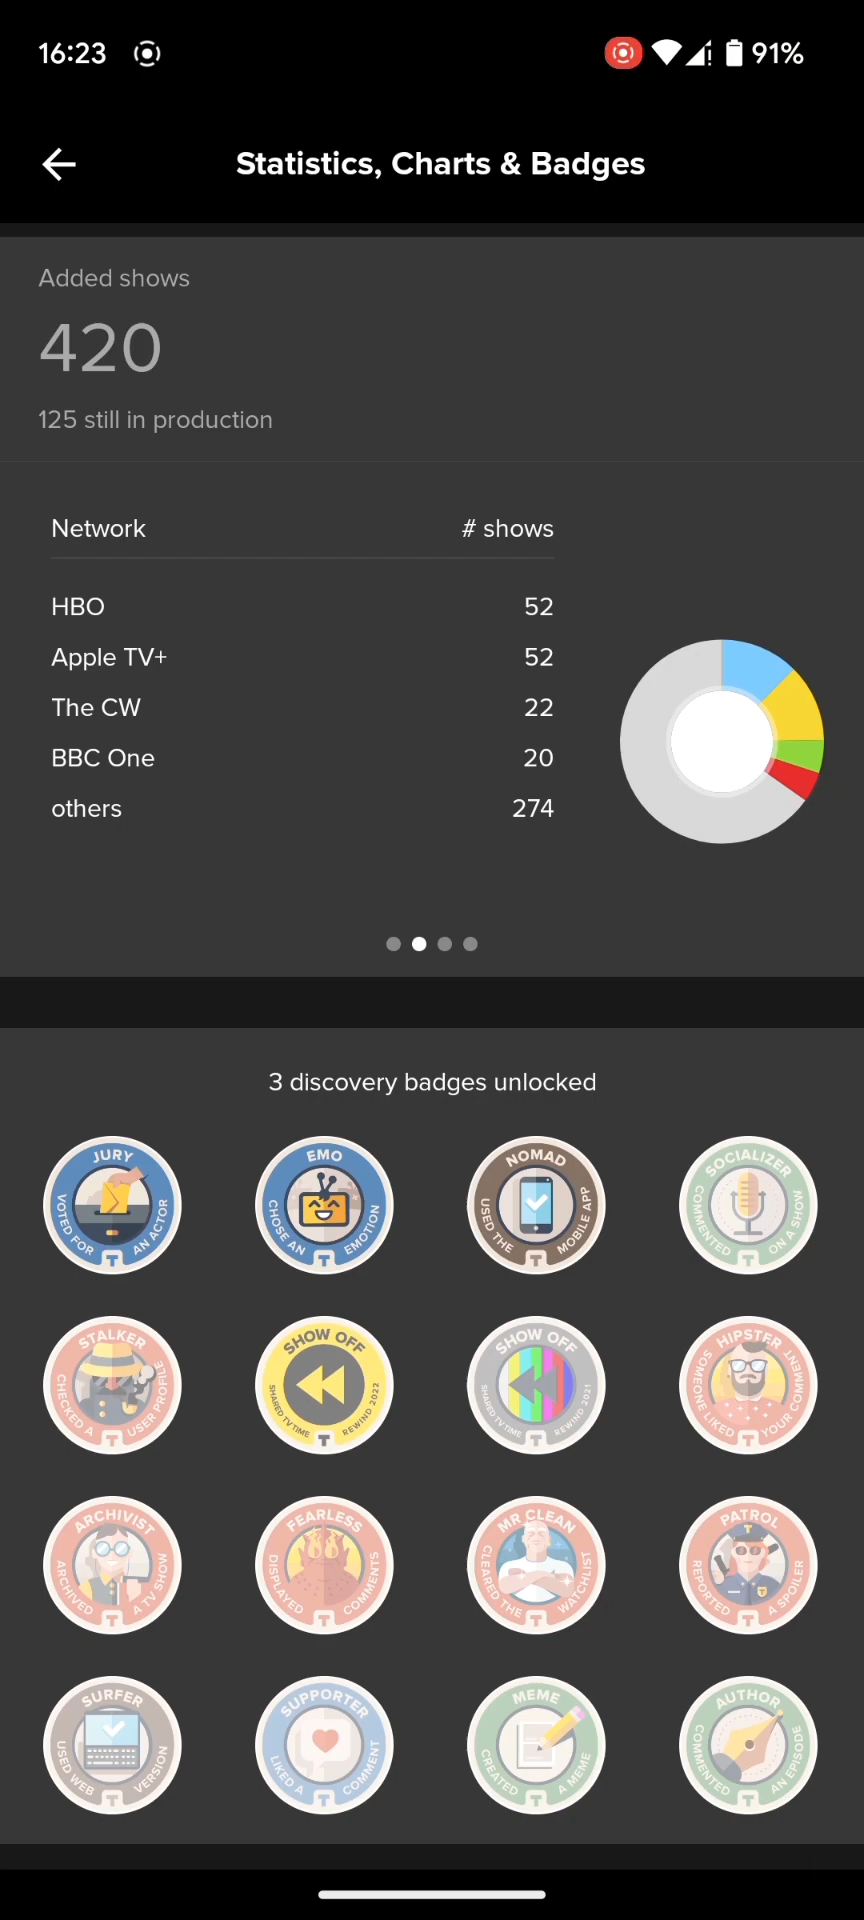 16:23
91%
Statistics, Charts & Badges
Added shows
420
125 still in production
Network # shows
HBO 52
Apple TV+ 52
The CW 22
BBC One 20
others 274
3 discovery badges unlocked
JURY
VOTED FOR AN ACTOR
EMO
CHOSE AN EMOTION
NOMAD
USED THE MOBILE APP
SOCIALIZER
COMMENTED ON A SHOW
STALKER
CHECKED A USER PROFILE
SHOW OFF
SHARED TV TIME REWIND 2022
SHOW OFF
SHARED TV TIME REWIND 2021
HIPSTER
SOMEONE LIKED YOUR COMMENT
ARCHIVIST
ARCHIVED A TV SHOW
FEARLESS
DISPLAYED COMMENTS
MR CLEAN
CLEARED THE WATCHLIST
PATROL
REPORTED A SPOILER
SURFER
USED WEB VERSION
SUPPORTER
LIKED A COMMENT
MEME
CREATED A MEME
AUTHOR
COMMENTED AN EPISODE